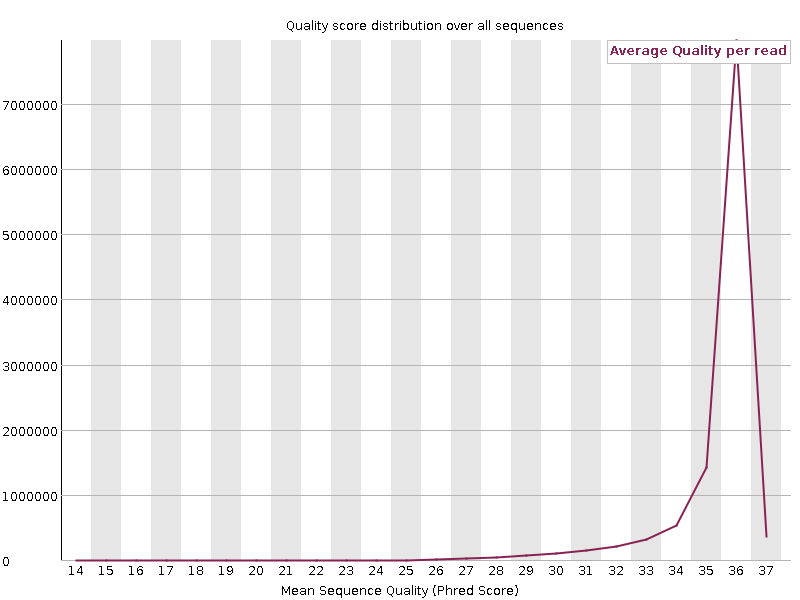 Quality score distribution over all sequences
Average Quality per read
7000000
6000000
5000000
4000000
3000000
2000000
1000000
0
14 15 16 17 18 19 20 21 22 23 24 25 26 27 28 29 30 31 32 33 34 35 36 37
Mean Sequence Quality (Phred Score)